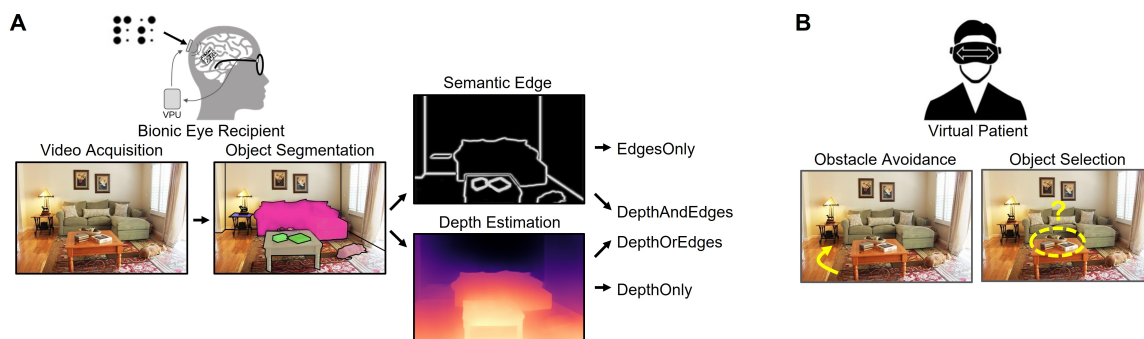 A
VPU
Bionic Eye Recipient
Video Acquisition
Object Segmentation
Semantic Edge
Depth Estimation
EdgesOnly
DepthAndEdges
DepthOrEdges
DepthOnly
B
Virtual Patient
Obstacle Avoidance
Object Selection
?